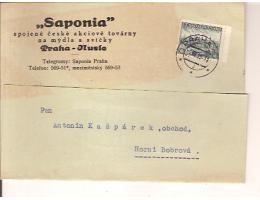 „Saponia"
spojené české akciové továrny
na mýdla a svíčky
Praha-Nusle
Telegramy: Saponia Praha
Telefon: 569-51*, meziměstský 569-53
Pan
Antonín Kašpárek, obchod,
Horní Dobrová.